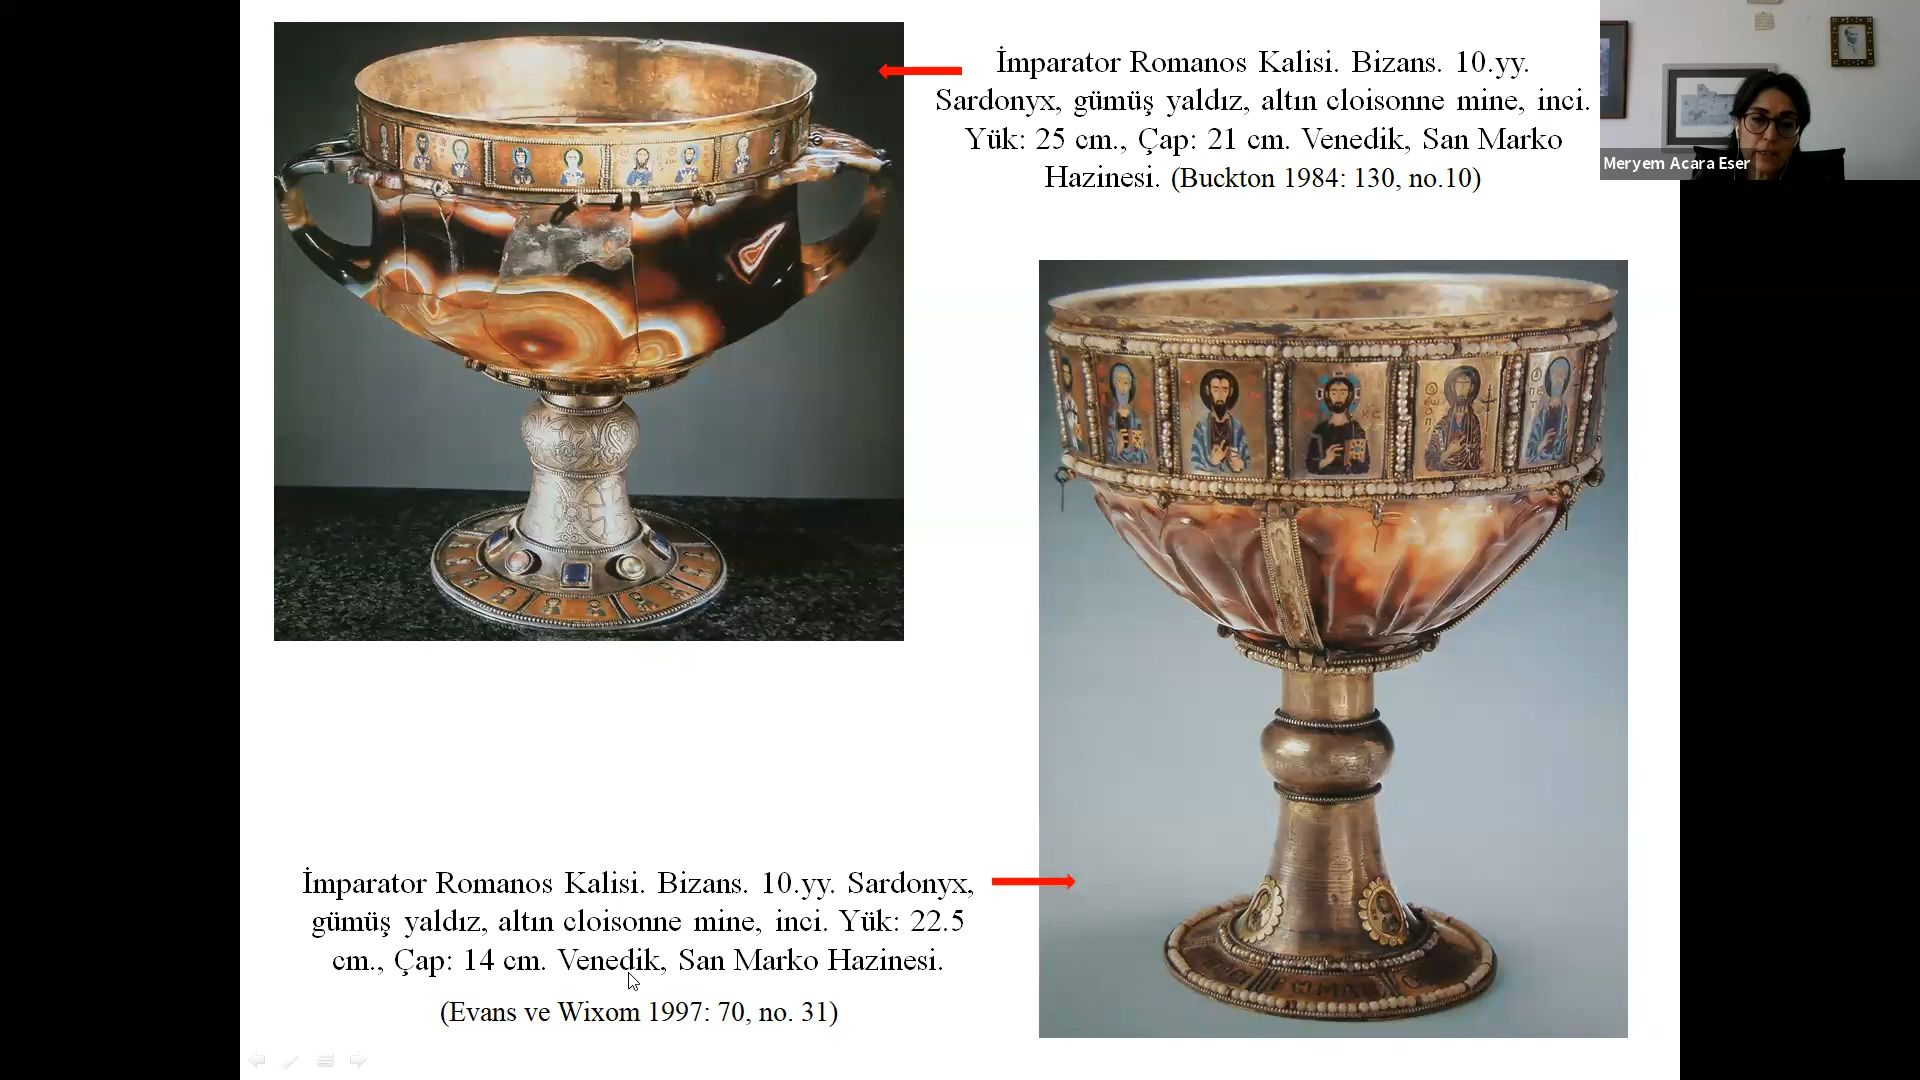 İmparator Romanos Kalisi. Bizans. 10.yy.
Sardonyx, gümüş yaldız, altın cloisonne mine, inci.
Yük: 25 cm., Çap: 21 cm. Venedik, San Marko
Hazinesi. (Buckton 1984: 130, no.10)
Meryem Acara Eser
İmparator Romanos Kalisi. Bizans. 10.yy. Sardonyx,
gümüş yaldız, altın cloisonne mine, inci. Yük: 22.5
cm., Çap: 14 cm. Venedik, San Marko Hazinesi.
(Evans ve Wixom 1997: 70, no. 31)